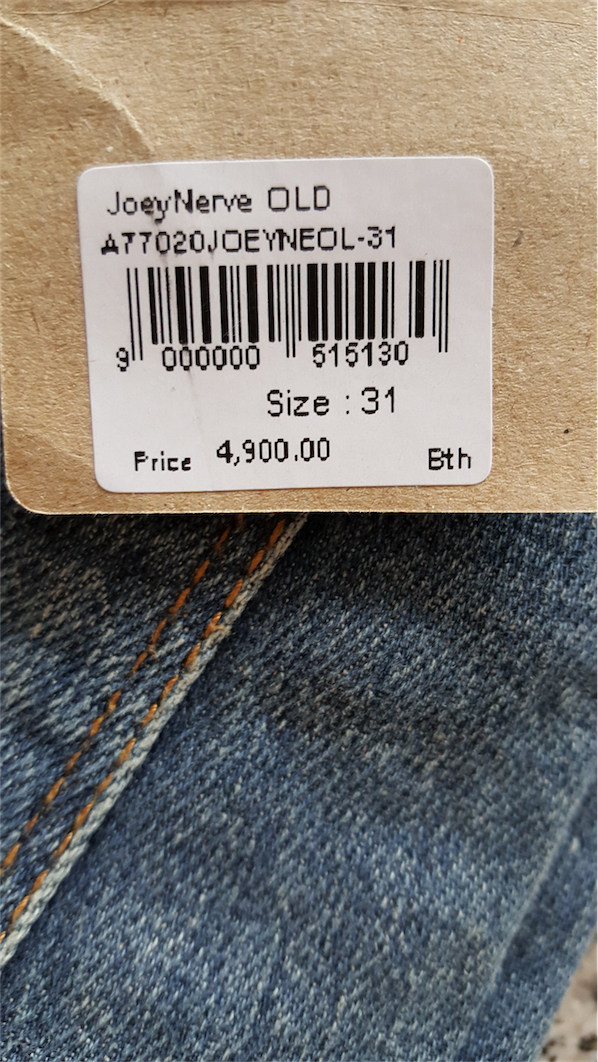 JoeyNerve OLD
A77020JOEYNEOL-31
9 000000 515130
Size : 31
Price 4,900.00 Bth